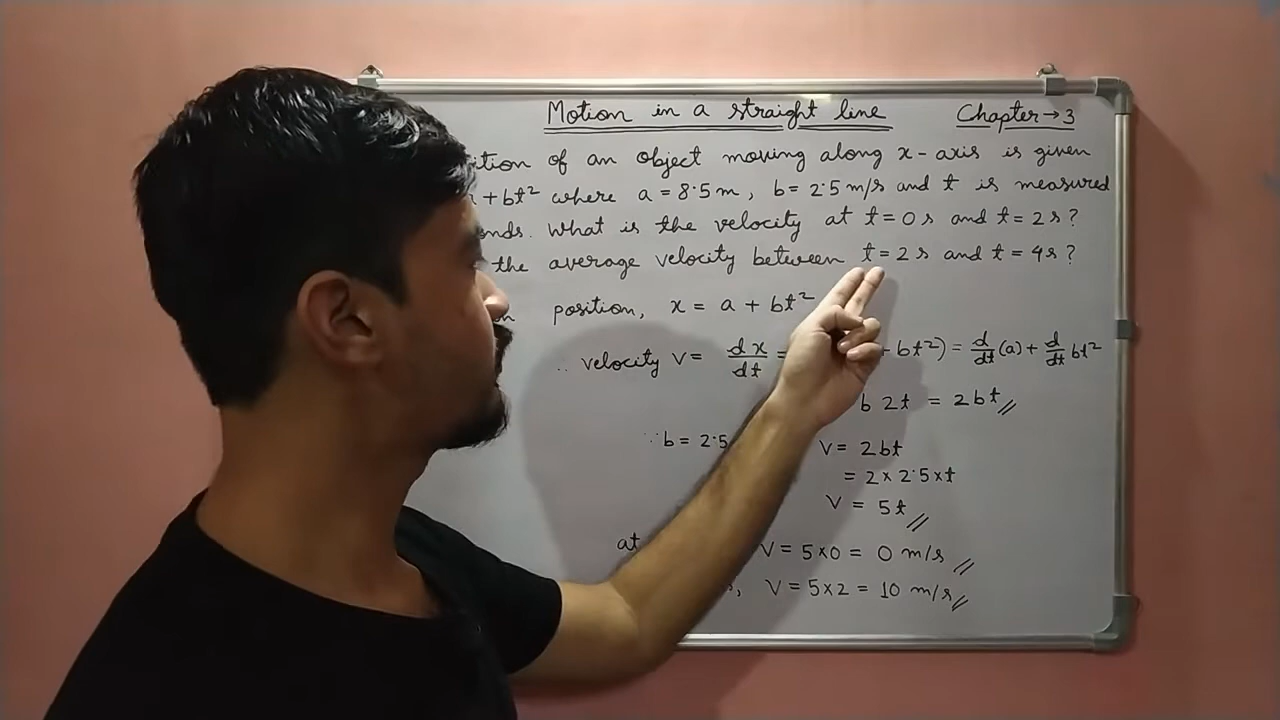 Motion in a straight line Chapter→3
of an object moving along x-axis is given
+ bt² where a = 8.5 m, b = 2.5 m/s and t is measured
What is the velocity at t = 0 s and t = 2 s?
the average velocity between t = 2 s and t = 4 s?
position, x = a + bt²
∴ velocity V = dx/dt = + bt²) = d/dt (a) + d/dt bt²
b 2t = 2bt //
∵ b = 2.5 V = 2bt
= 2 × 2.5 × t
V = 5t //
at V = 5×0 = 0 m/s //
, V = 5×2 = 10 m/s //